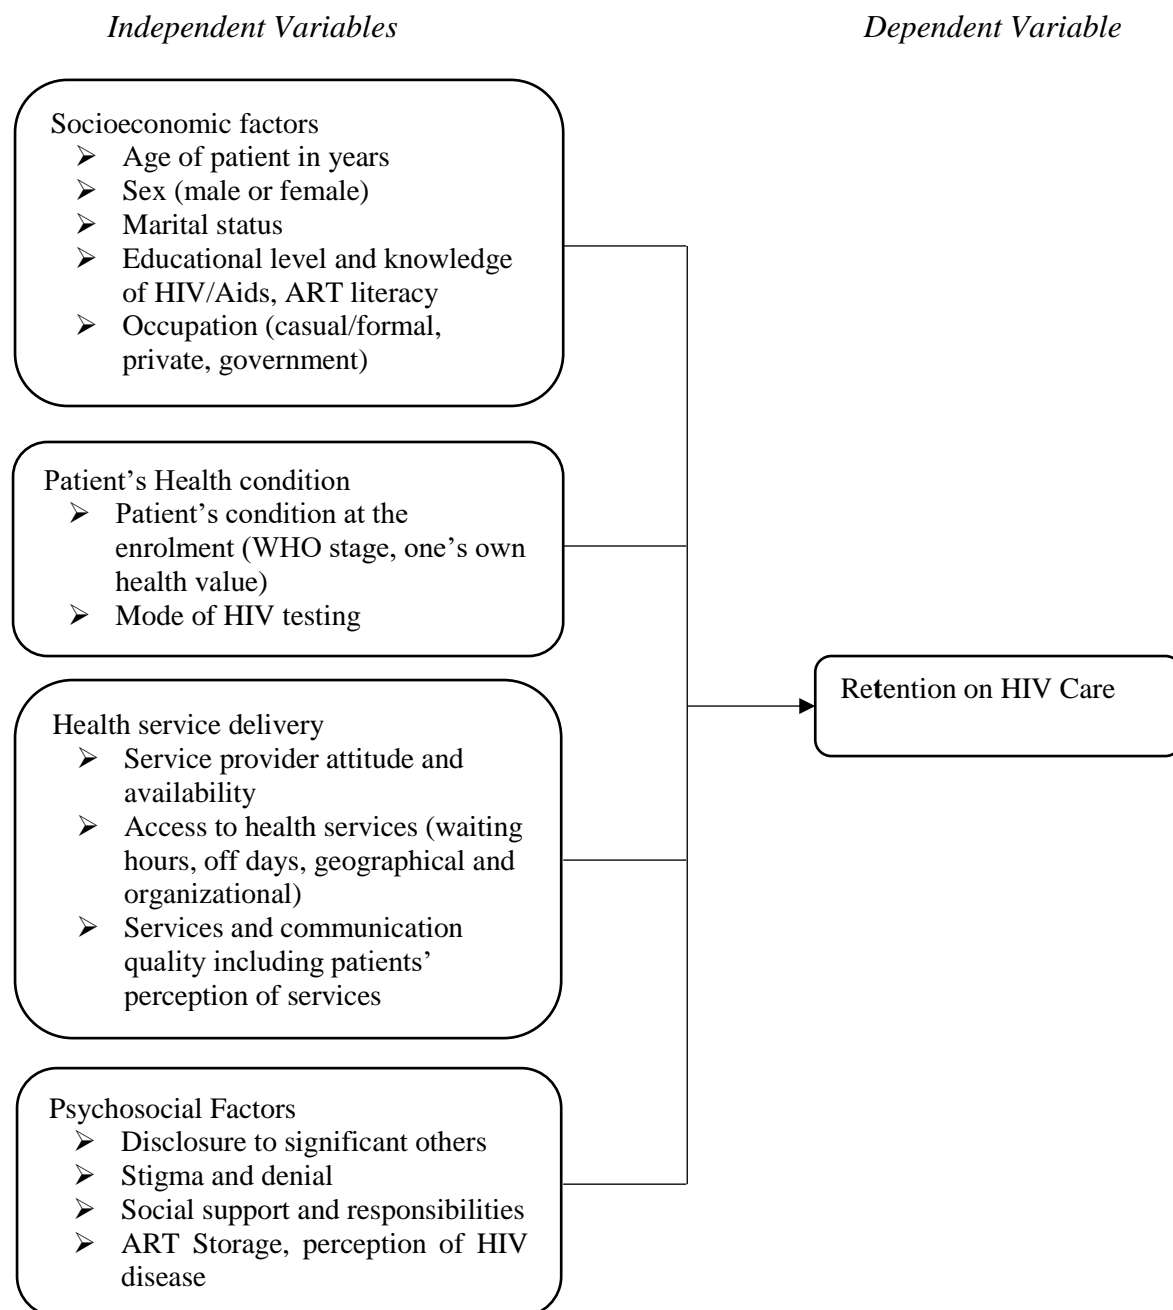 Independent Variables
Dependent Variable
Socioeconomic factors
➢ Age of patient in years
➢ Sex (male or female)
➢ Marital status
➢ Educational level and knowledge
of HIV/Aids, ART literacy
➢ Occupation (casual/formal,
private, government)
Patient’s Health condition
➢ Patient’s condition at the
enrolment (WHO stage, one’s own
health value)
➢ Mode of HIV testing
Health service delivery
➢ Service provider attitude and
availability
➢ Access to health services (waiting
hours, off days, geographical and
organizational)
➢ Services and communication
quality including patients’
perception of services
Psychosocial Factors
➢ Disclosure to significant others
➢ Stigma and denial
➢ Social support and responsibilities
➢ ART Storage, perception of HIV
disease
Retention on HIV Care